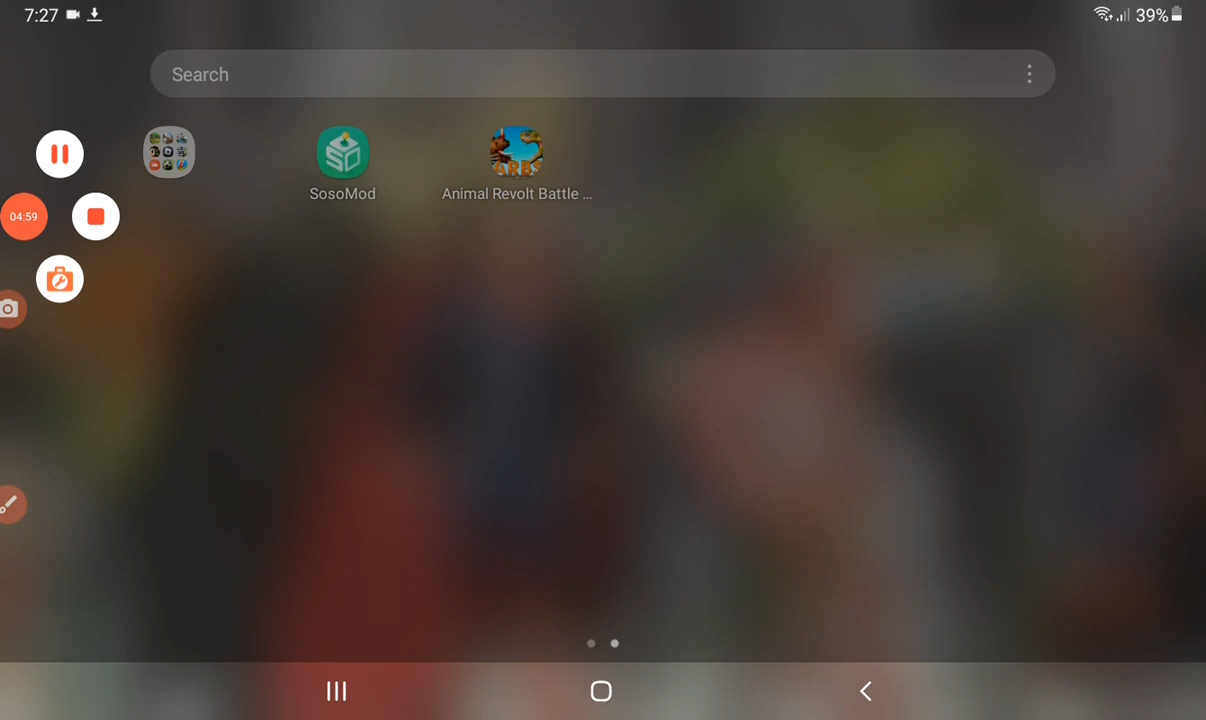 7:27
39%
Search
04:59
SosoMod
Animal Revolt Battle ...